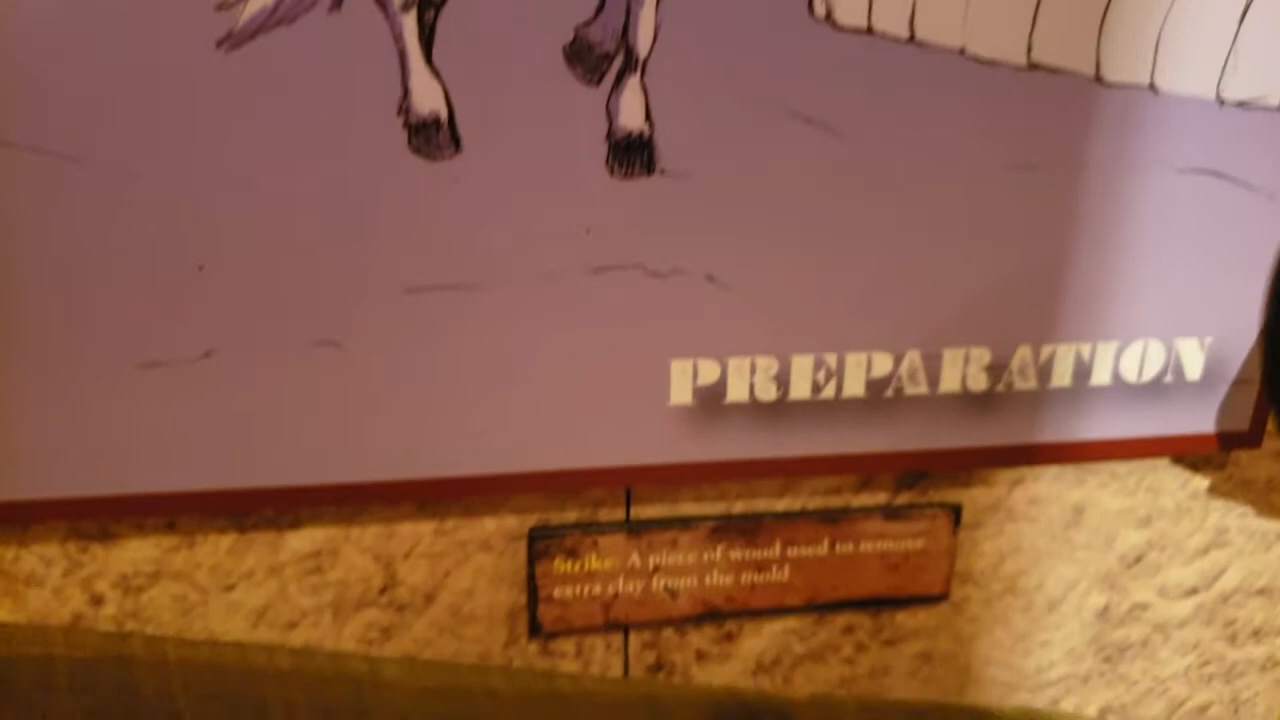 PREPARATION
Strike: A piece of wood used to remove
extra clay from the mold